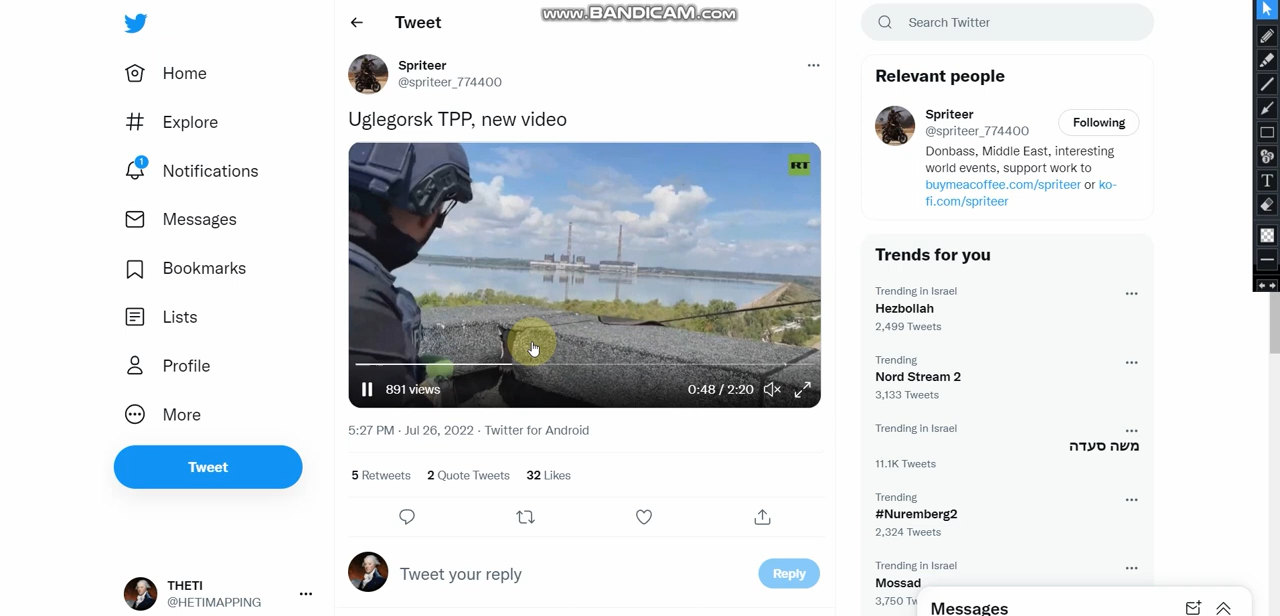 www.BANDICAM.com
Tweet
Search Twitter
Home
Explore
1
Notifications
Messages
Bookmarks
Lists
Profile
More
Tweet
THETI
@HETIMAPPING
Spriteer
@spriteer_774400
Uglegorsk TPP, new video
RT
891 views
0:48 / 2:20
5:27 PM · Jul 26, 2022 · Twitter for Android
5 Retweets 2 Quote Tweets 32 Likes
Tweet your reply
Reply
Relevant people
Spriteer
@spriteer_774400
Following
Donbass, Middle East, interesting
world events, support work to
buymeacoffee.com/spriteer or ko-
fi.com/spriteer
Trends for you
Trending in Israel
Hezbollah
2,499 Tweets
Trending
Nord Stream 2
3,133 Tweets
Trending in Israel
משה סעדה
11.1K Tweets
Trending
#Nuremberg2
2,324 Tweets
Trending in Israel
Mossad
3,750 Tw
Messages
T